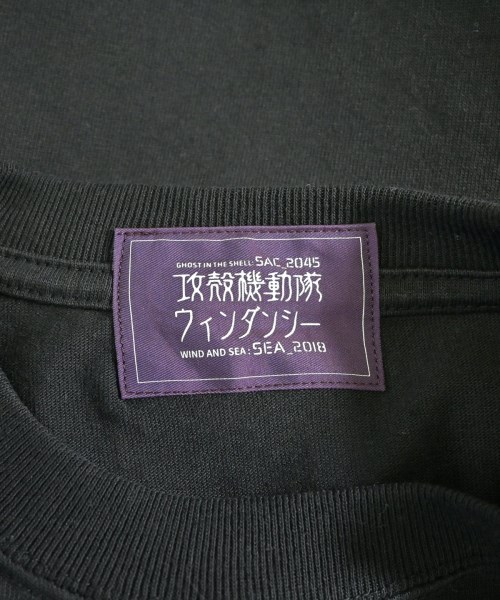 GHOST IN THE SHELL: SAC_2045
攻殻機動隊
ウィンダンシー
WIND AND SEA: SEA_2018